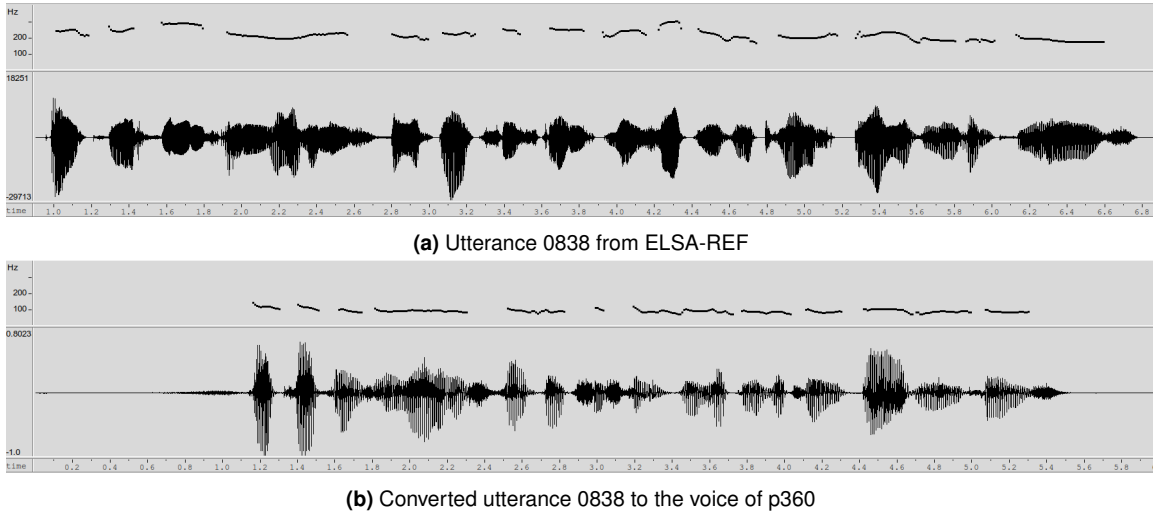 Hz
200
100
18251
-29713
time 1.0 1.2 1.4 1.6 1.8 2.0 2.2 2.4 2.6 2.8 3.0 3.2 3.4 3.6 3.8 4.0 4.2 4.4 4.6 4.8 5.0 5.2 5.4 5.6 5.8 6.0 6.2 6.4 6.6 6.8
(a) Utterance 0838 from ELSA-REF
Hz
200
100
0.8023
-1.0
time 0.2 0.4 0.6 0.8 1.0 1.2 1.4 1.6 1.8 2.0 2.2 2.4 2.6 2.8 3.0 3.2 3.4 3.6 3.8 4.0 4.2 4.4 4.6 4.8 5.0 5.2 5.4 5.6 5.8
(b) Converted utterance 0838 to the voice of p360